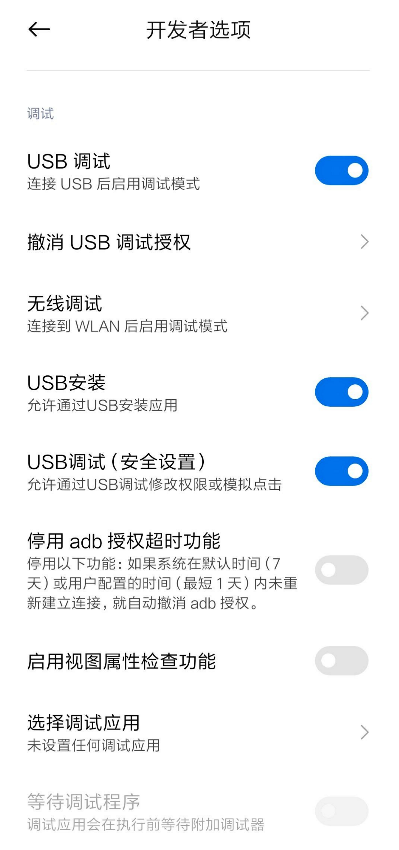 开发者选项
调试
USB 调试
连接 USB 后启用调试模式
撤消 USB 调试授权
无线调试
连接到 WLAN 后启用调试模式
USB安装
允许通过USB安装应用
USB调试（安全设置）
允许通过USB调试修改权限或模拟点击
停用 adb 授权超时功能
停用以下功能：如果系统在默认时间（7
天）或用户配置的时间（最短 1 天）内未重
新建立连接，就自动撤消 adb 授权。
启用视图属性检查功能
选择调试应用
未设置任何调试应用
等待调试程序
调试应用会在执行前等待附加调试器